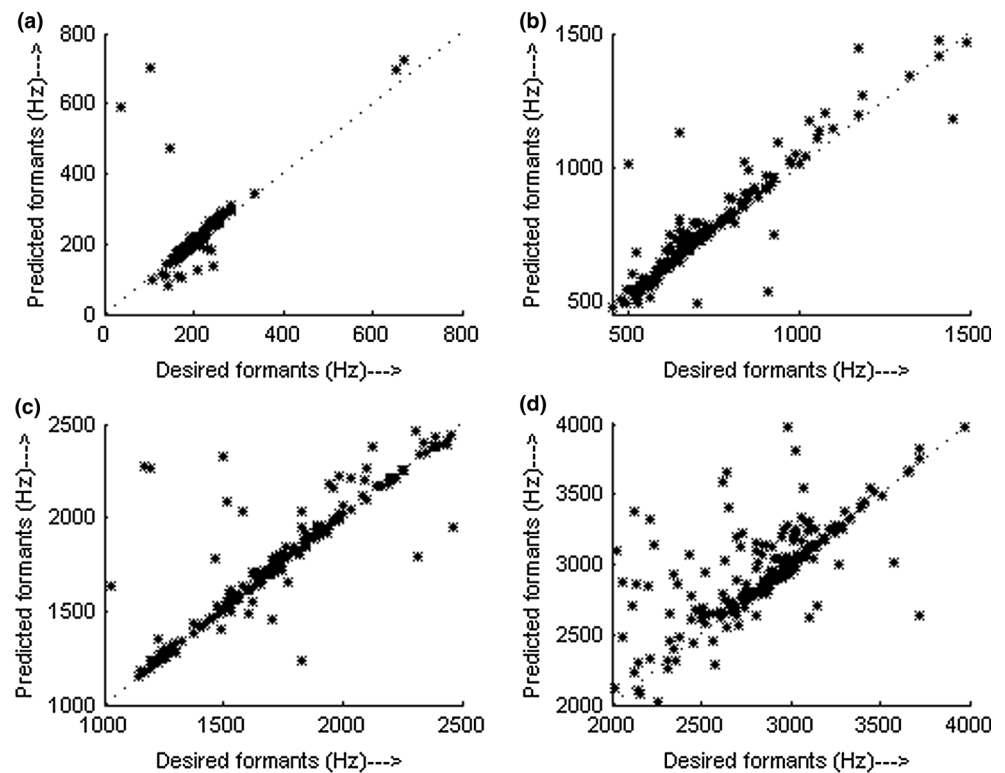 (a)
800
600
400
200
0
0 200 400 600 800
Predicted formants (Hz)--->
Desired formants (Hz)--->
(b)
1500
1000
500
500 1000 1500
Predicted formants (Hz)--->
Desired formants (Hz)--->
(c)
2500
2000
1500
1000
1000 1500 2000 2500
Predicted formants (Hz)--->
Desired formants (Hz)--->
(d)
4000
3500
3000
2500
2000
2000 2500 3000 3500 4000
Predicted formants (Hz)--->
Desired formants (Hz)--->